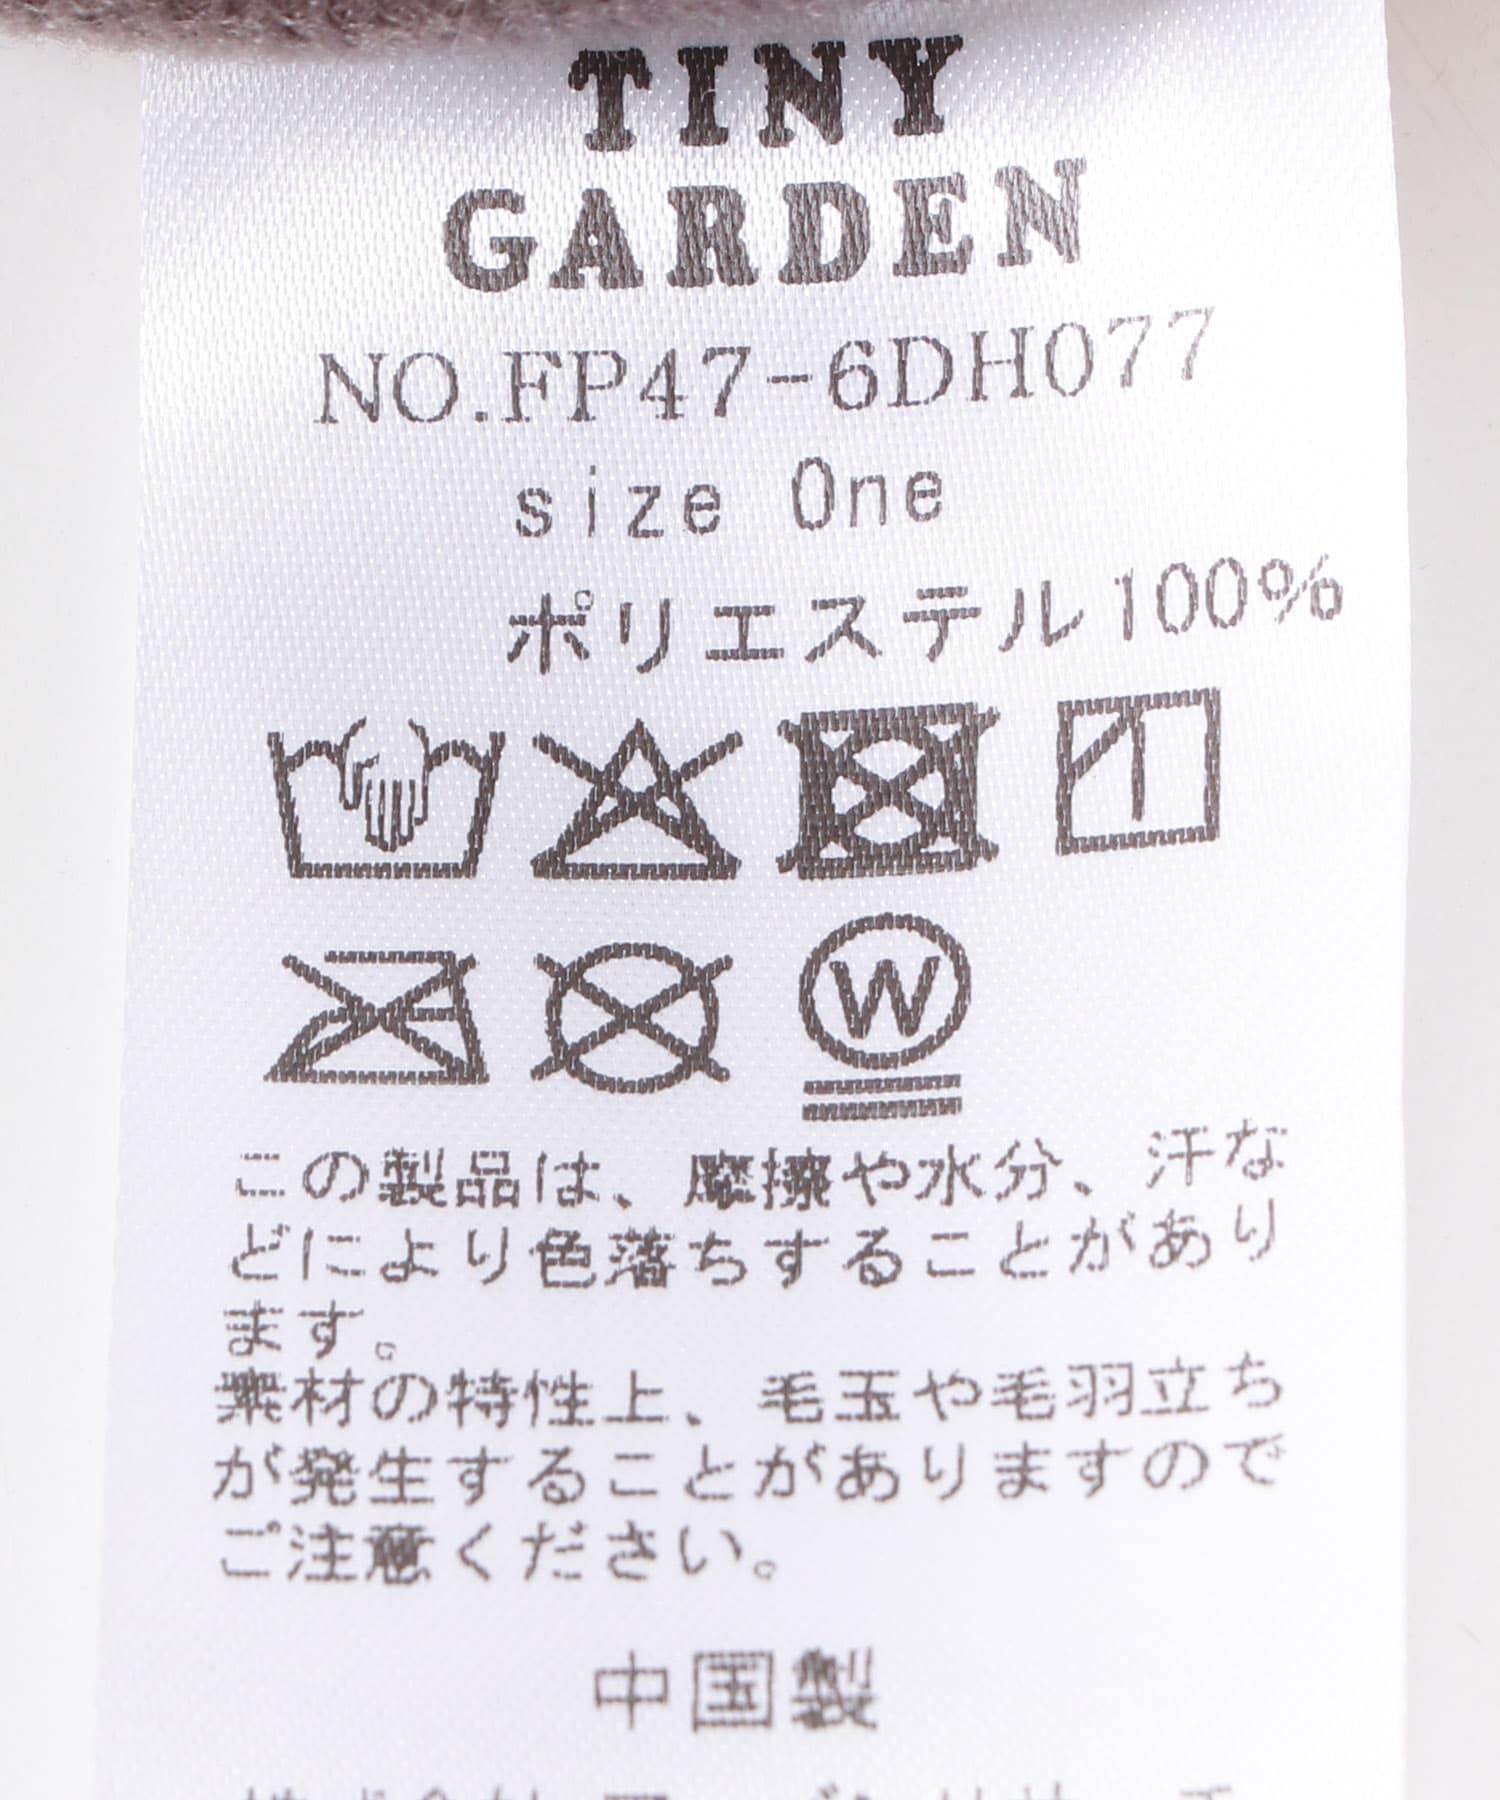 TINY
GARDEN
NO.FP47-6DH077
size One
ポリエステル100%
W
この製品は、摩擦や水分、汗な
どにより色落ちすることがあり
ます。
素材の特性上、毛玉や毛羽立ち
が発生することがありますので
ご注意ください。
中国製